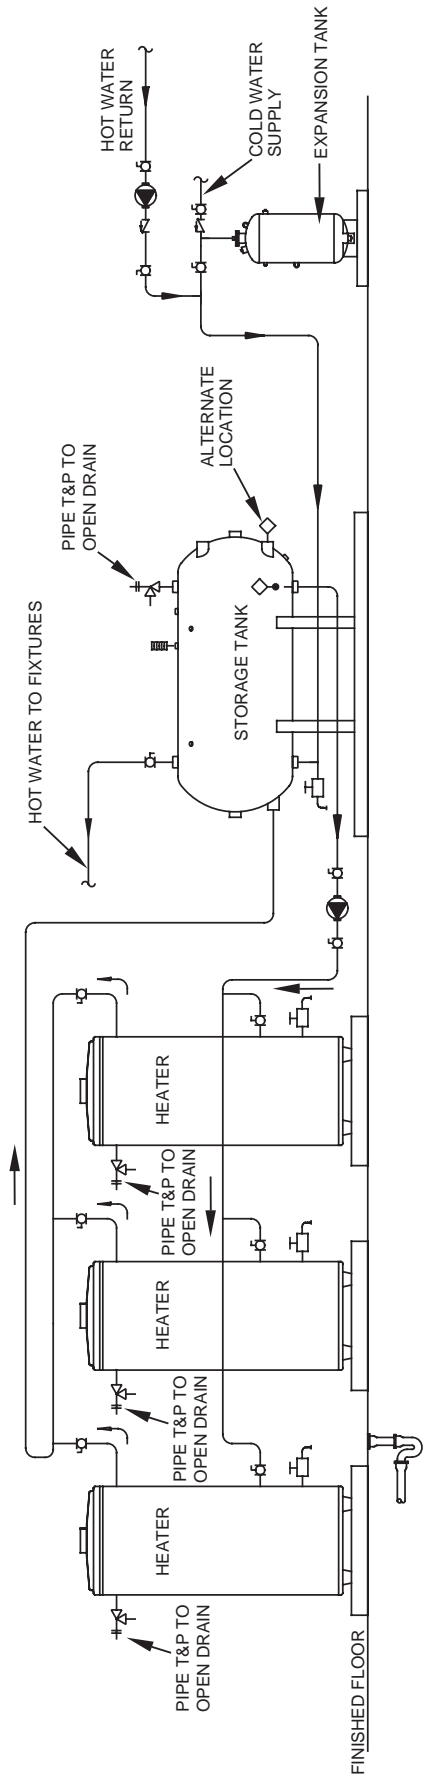 HOT WATER
RETURN
COLD WATER
SUPPLY
EXPANSION TANK
ALTERNATE
LOCATION
PIPE T&P TO
OPEN DRAIN
HOT WATER TO FIXTURES
STORAGE TANK
HEATER
PIPE T&P TO
OPEN DRAIN
HEATER
PIPE T&P TO
OPEN DRAIN
HEATER
PIPE T&P TO
OPEN DRAIN
FINISHED FLOOR